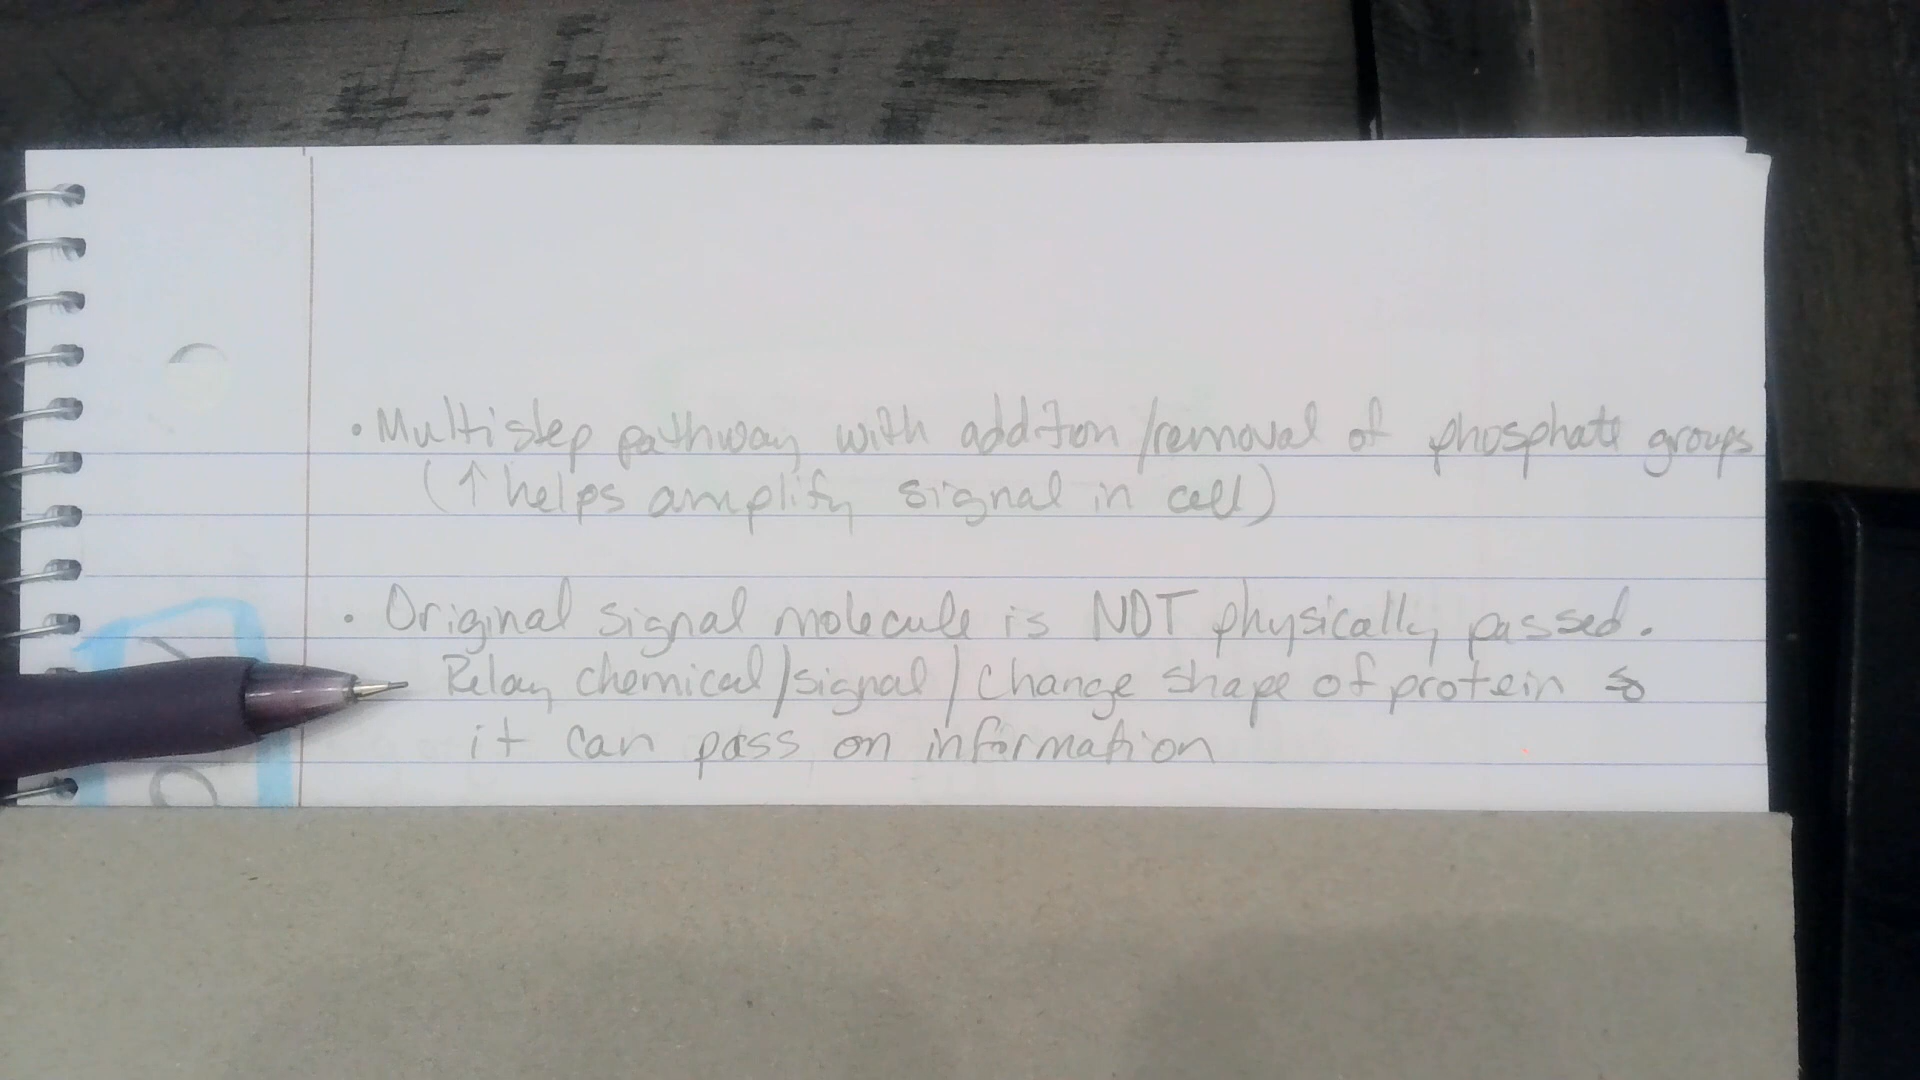 • Multistep pathway with addition/removal of phosphate groups
(↑ helps amplify signal in cell)
• Original signal molecule is NOT physically passed.
Relay chemical/signal/change shape of protein so
it can pass on information